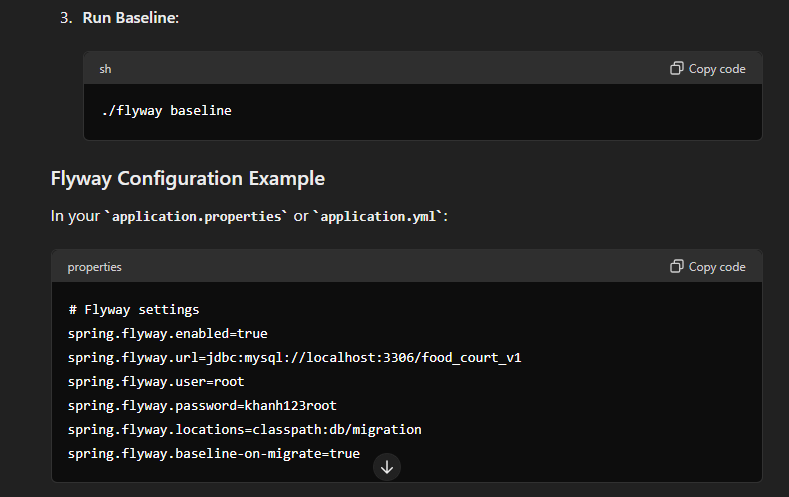 3. Run Baseline:
sh
Copy code
./flyway baseline
Flyway Configuration Example
In your `application.properties` or `application.yml`:
properties
Copy code
# Flyway settings
spring.flyway.enabled=true
spring.flyway.url=jdbc:mysql://localhost:3306/food_court_v1
spring.flyway.user=root
spring.flyway.password=khanh123root
spring.flyway.locations=classpath:db/migration
spring.flyway.baseline-on-migrate=true